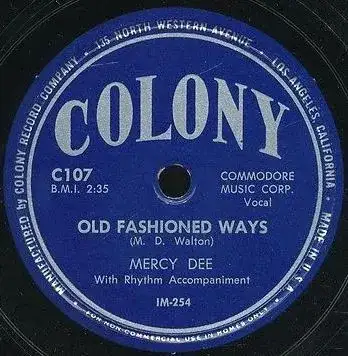 MANUFACTURED BY COLONY RECORD COMPANY • 135 NORTH WESTERN AVENUE • LOS ANGELES, CALIFORNIA •
COLONY
C107
B.M.I. 2:35
COMMODORE
MUSIC CORP.
Vocal
OLD FASHIONED WAYS
(M. D. Walton)
MERCY DEE
With Rhythm Accompaniment
IM-254
MADE IN U.S.A.
FOR NON-COMMERCIAL USE IN HOMES ONLY